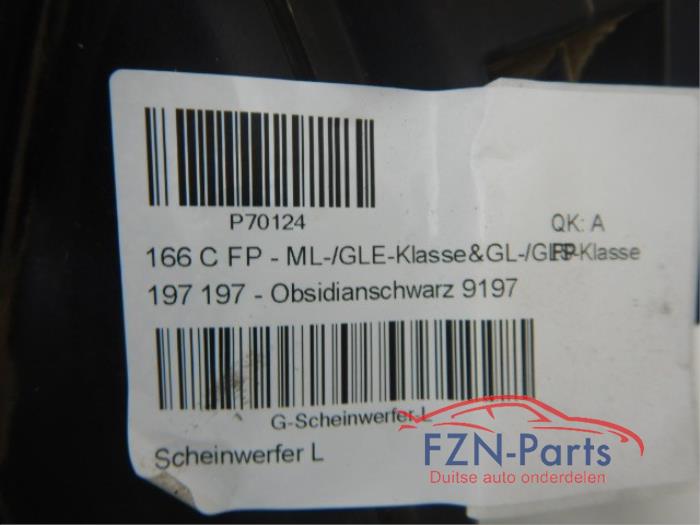 P70124
QK: A
166 C FP - ML-/GLE-Klasse&GL-/GLS-Klasse
FP
197 197 - Obsidianschwarz 9197
G-Scheinwerfer-L
Scheinwerfer L
FZN-Parts
Duitse auto onderdelen